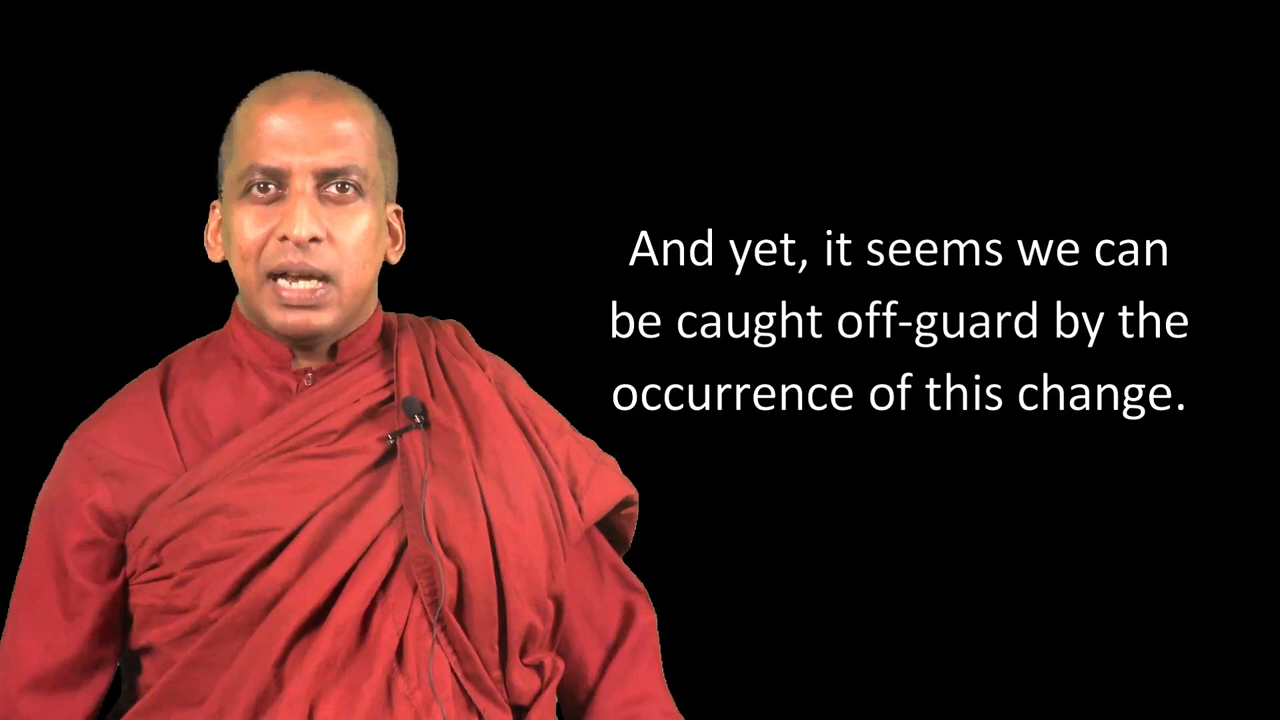 And yet, it seems we can
be caught off-guard by the
occurrence of this change.